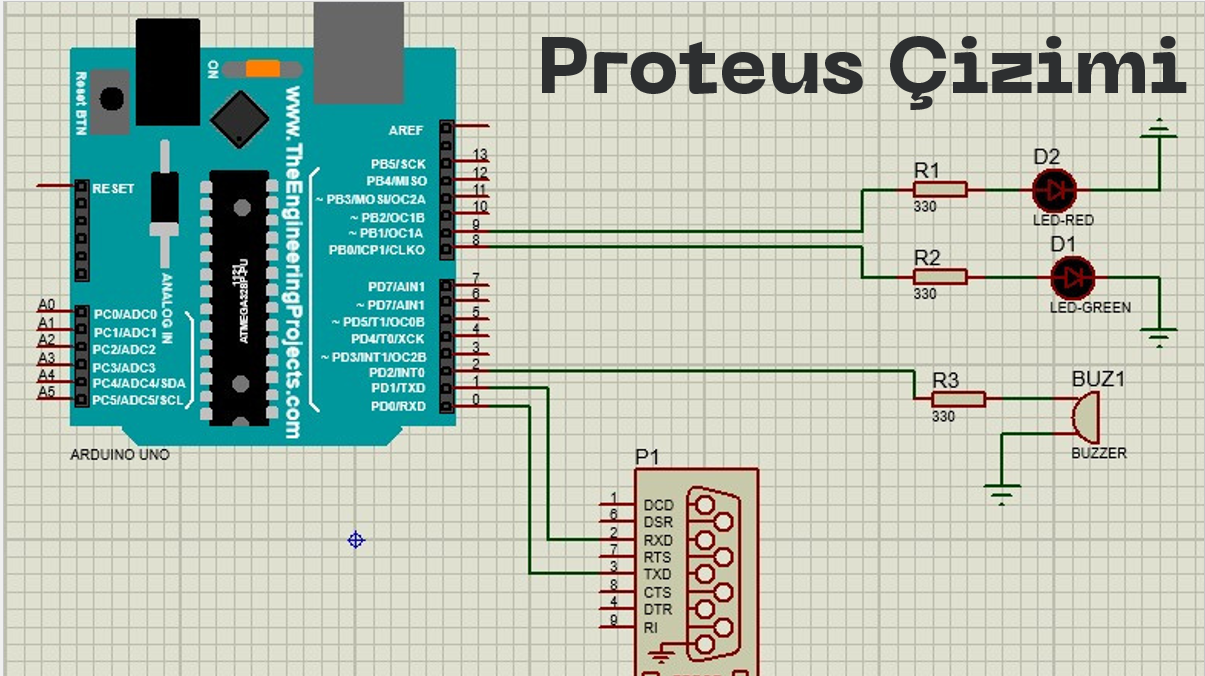 Proteus Çizimi
ON
Reset BTN
www.TheEngineeringProjects.com
RESET
ANALOG IN
1121
ATMEGA328P-PU
AREF
PB5/SCK 13
PB4/MISO 12
~ PB3/MOSI/OC2A 11
~ PB2/OC1B 10
~ PB1/OC1A 9
PB0/ICP1/CLKO 8
PD7/AIN1 7
~ PD7/AIN1 6
~ PD5/T1/OC0B 5
PD4/T0/XCK 4
~ PD3/INT1/OC2B 3
PD2/INT0 2
PD1/TXD 1
PD0/RXD 0
A0 PC0/ADC0
A1 PC1/ADC1
A2 PC2/ADC2
A3 PC3/ADC3
A4 PC4/ADC4/SDA
A5 PC5/ADC5/SCL
ARDUINO UNO
R1
330
D2
LED-RED
R2
330
D1
LED-GREEN
R3
330
BUZ1
BUZZER
P1
1 DCD
6 DSR
2 RXD
7 RTS
3 TXD
8 CTS
4 DTR
9 RI